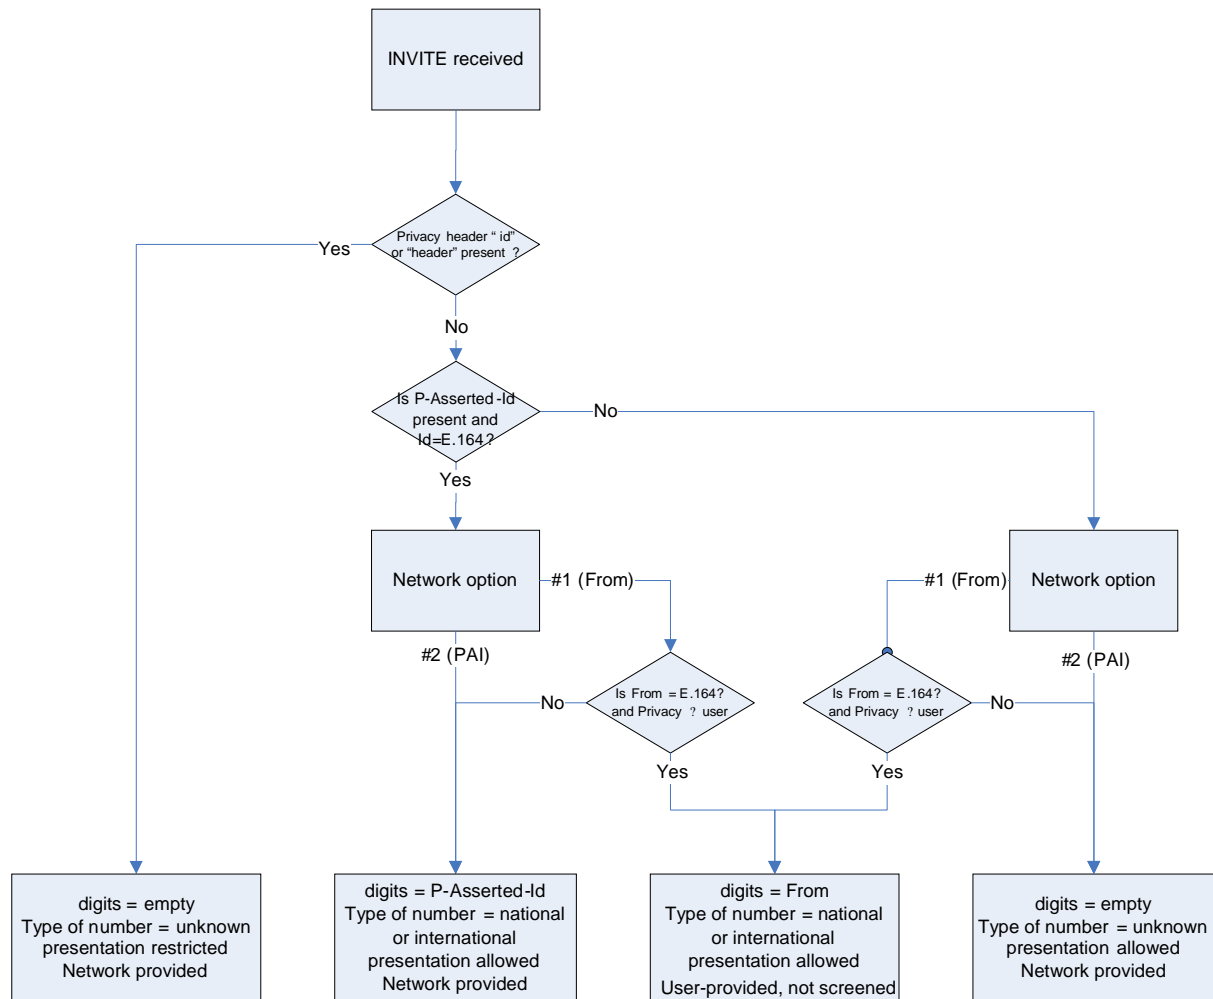 INVITE received
Privacy header “ id”
or “header” present ?
Yes
No
Is P-Asserted-Id
present and
Id=E.164?
No
Yes
Network option
#1 (From)
#1 (From)
Network option
#2 (PAI)
#2 (PAI)
Is From = E.164?
and Privacy ? user
Is From = E.164?
and Privacy ? user
No
No
Yes
Yes
digits = empty
Type of number = unknown
presentation restricted
Network provided
digits = P-Asserted-Id
Type of number = national
or international
presentation allowed
Network provided
digits = From
Type of number = national
or international
presentation allowed
User-provided, not screened
digits = empty
Type of number = unknown
presentation allowed
Network provided